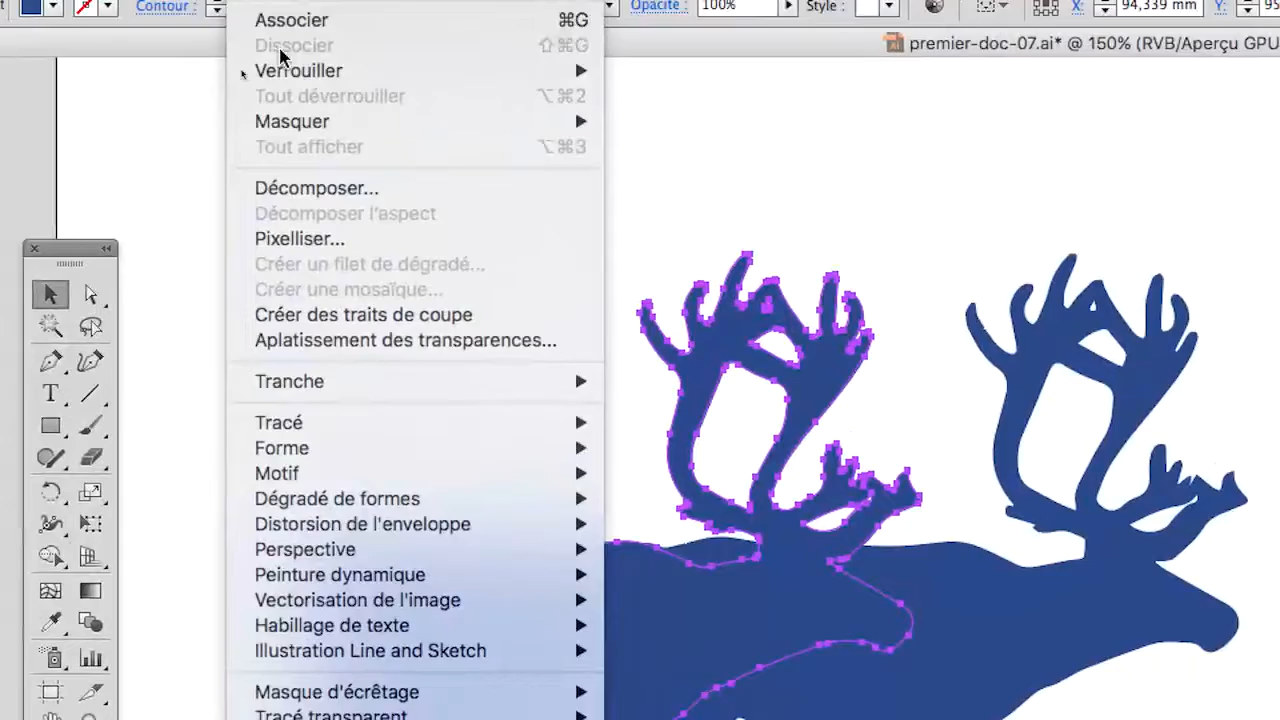 Contour : Opacité : 100% Style : X: 94,339 mm Y: 95
premier-doc-07.ai* @ 150% (RVB/Aperçu GPU
Associer ⌘G
Dissocier ⇧⌘G
Verrouiller
Tout déverrouiller ⌥⌘2
Masquer
Tout afficher ⌥⌘3
Décomposer...
Décomposer l'aspect
Pixelliser...
Créer un filet de dégradé...
Créer une mosaïque...
Créer des traits de coupe
Aplatissement des transparences...
Tranche
Tracé
Forme
Motif
Dégradé de formes
Distorsion de l'enveloppe
Perspective
Peinture dynamique
Vectorisation de l'image
Habillage de texte
Illustration Line and Sketch
Masque d'écrêtage
Tracé transparent